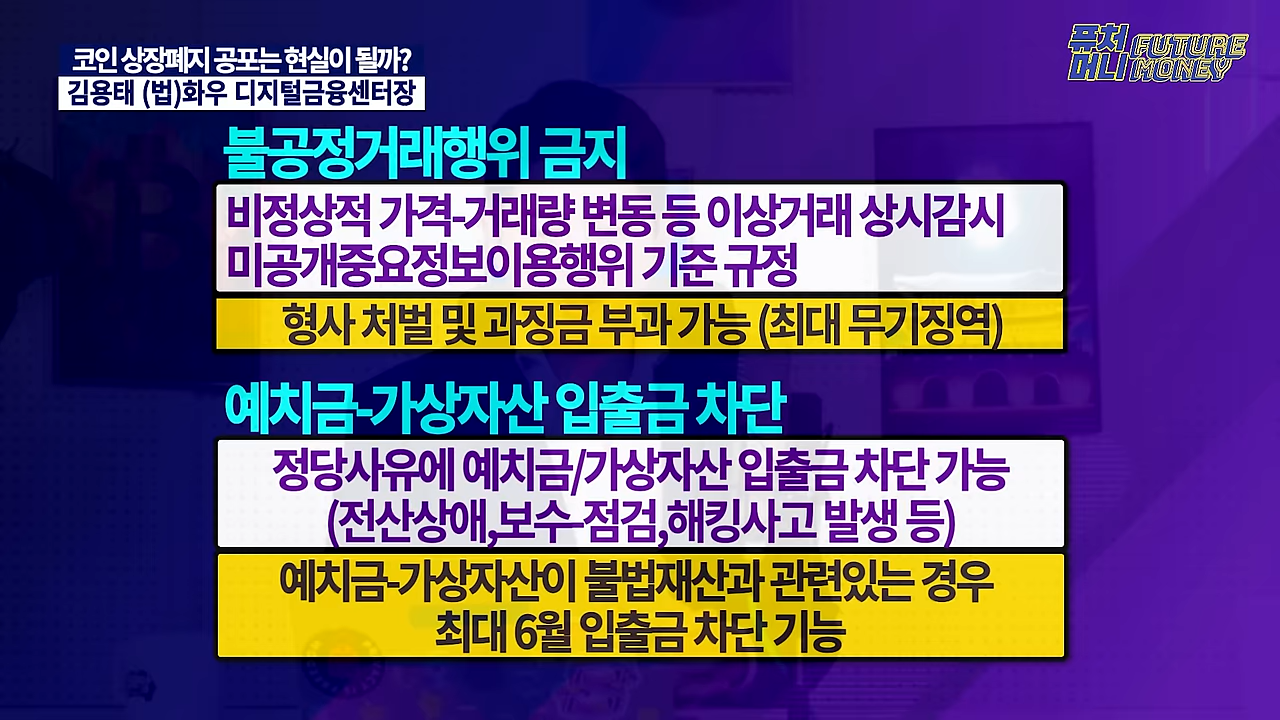 코인 상장폐지 공포는 현실이 될까?
김용태 (법)화우 디지털금융센터장
퓨처
머니
FUTURE
MONEY
불공정거래행위 금지
비정상적 가격-거래량 변동 등 이상거래 상시감시
미공개중요정보이용행위 기준 규정
형사 처벌 및 과징금 부과 가능 (최대 무기징역)
예치금-가상자산 입출금 차단
정당사유에 예치금/가상자산 입출금 차단 가능
(전산상애,보수-점검,해킹사고 발생 등)
예치금-가상자산이 불법재산과 관련있는 경우
최대 6월 입출금 차단 기능